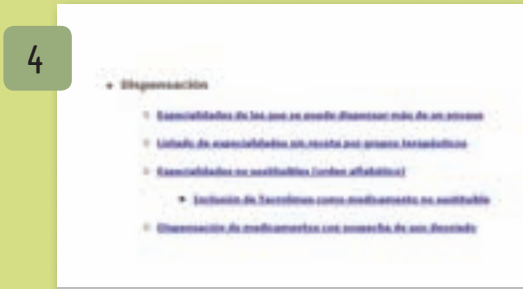 4
Dispensación
Especialidades de las que se puede dispensar más de un envase
Listado de especialidades sin receta por grupos terapéuticos
Especialidades no sustituibles (orden alfabético)
Inclusión de Tacrolimus como medicamento no sustituible
Dispensación de medicamentos con sospecha de uso desviado